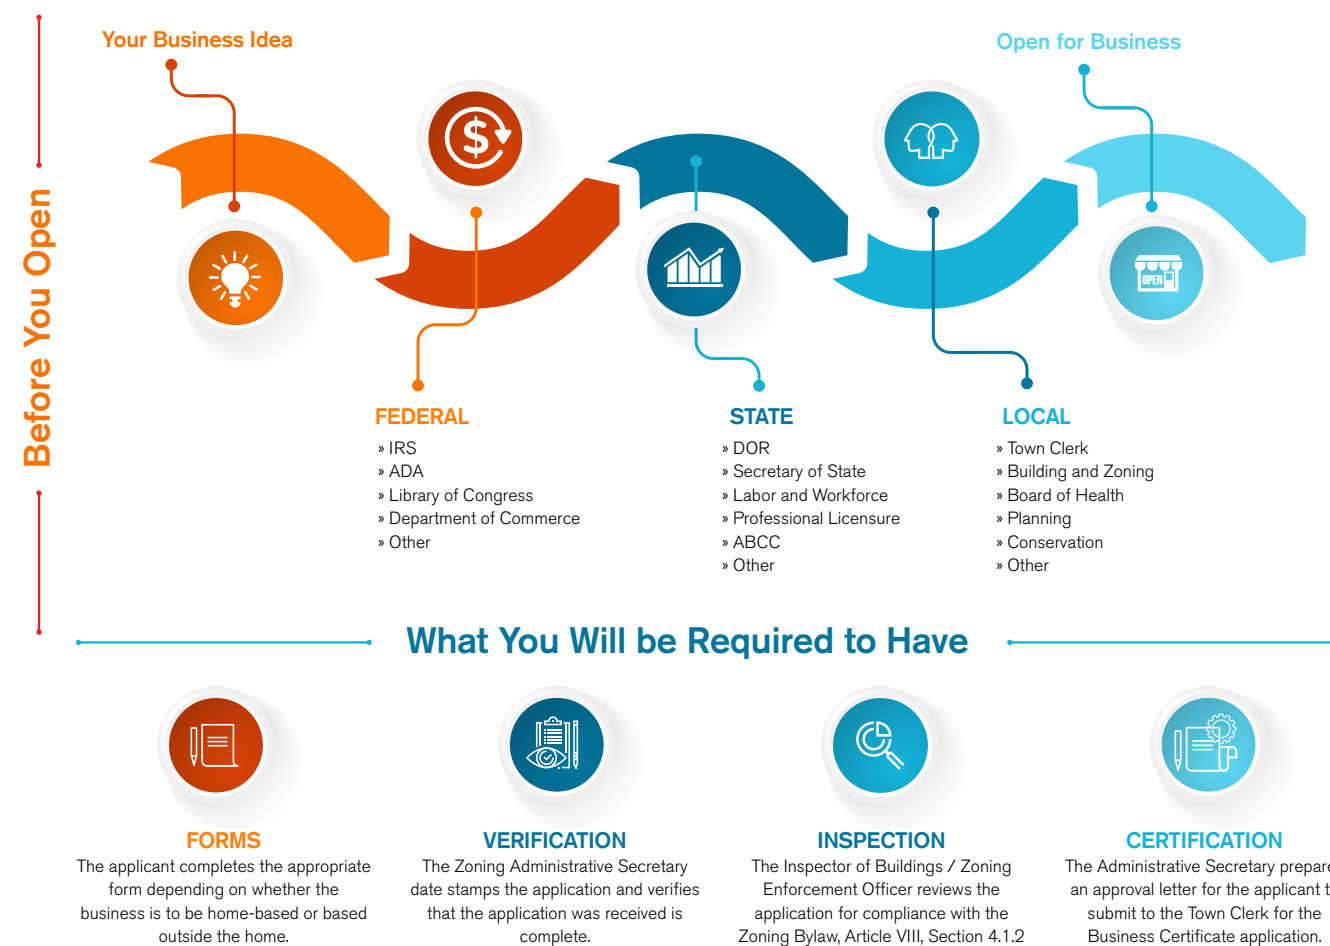 Your Business Idea
Open for Business
Before You Open
$
OPEN
FEDERAL
» IRS
» ADA
» Library of Congress
» Department of Commerce
» Other
STATE
» DOR
» Secretary of State
» Labor and Workforce
» Professional Licensure
» ABCC
» Other
LOCAL
» Town Clerk
» Building and Zoning
» Board of Health
» Planning
» Conservation
» Other
What You Will be Required to Have
FORMS
The applicant completes the appropriate
form depending on whether the
business is to be home-based or based
outside the home.
VERIFICATION
The Zoning Administrative Secretary
date stamps the application and verifies
that the application was received is
complete.
INSPECTION
The Inspector of Buildings / Zoning
Enforcement Officer reviews the
application for compliance with the
Zoning Bylaw, Article VIII, Section 4.1.2
CERTIFICATION
The Administrative Secretary prepare
an approval letter for the applicant t
submit to the Town Clerk for the
Business Certificate application.